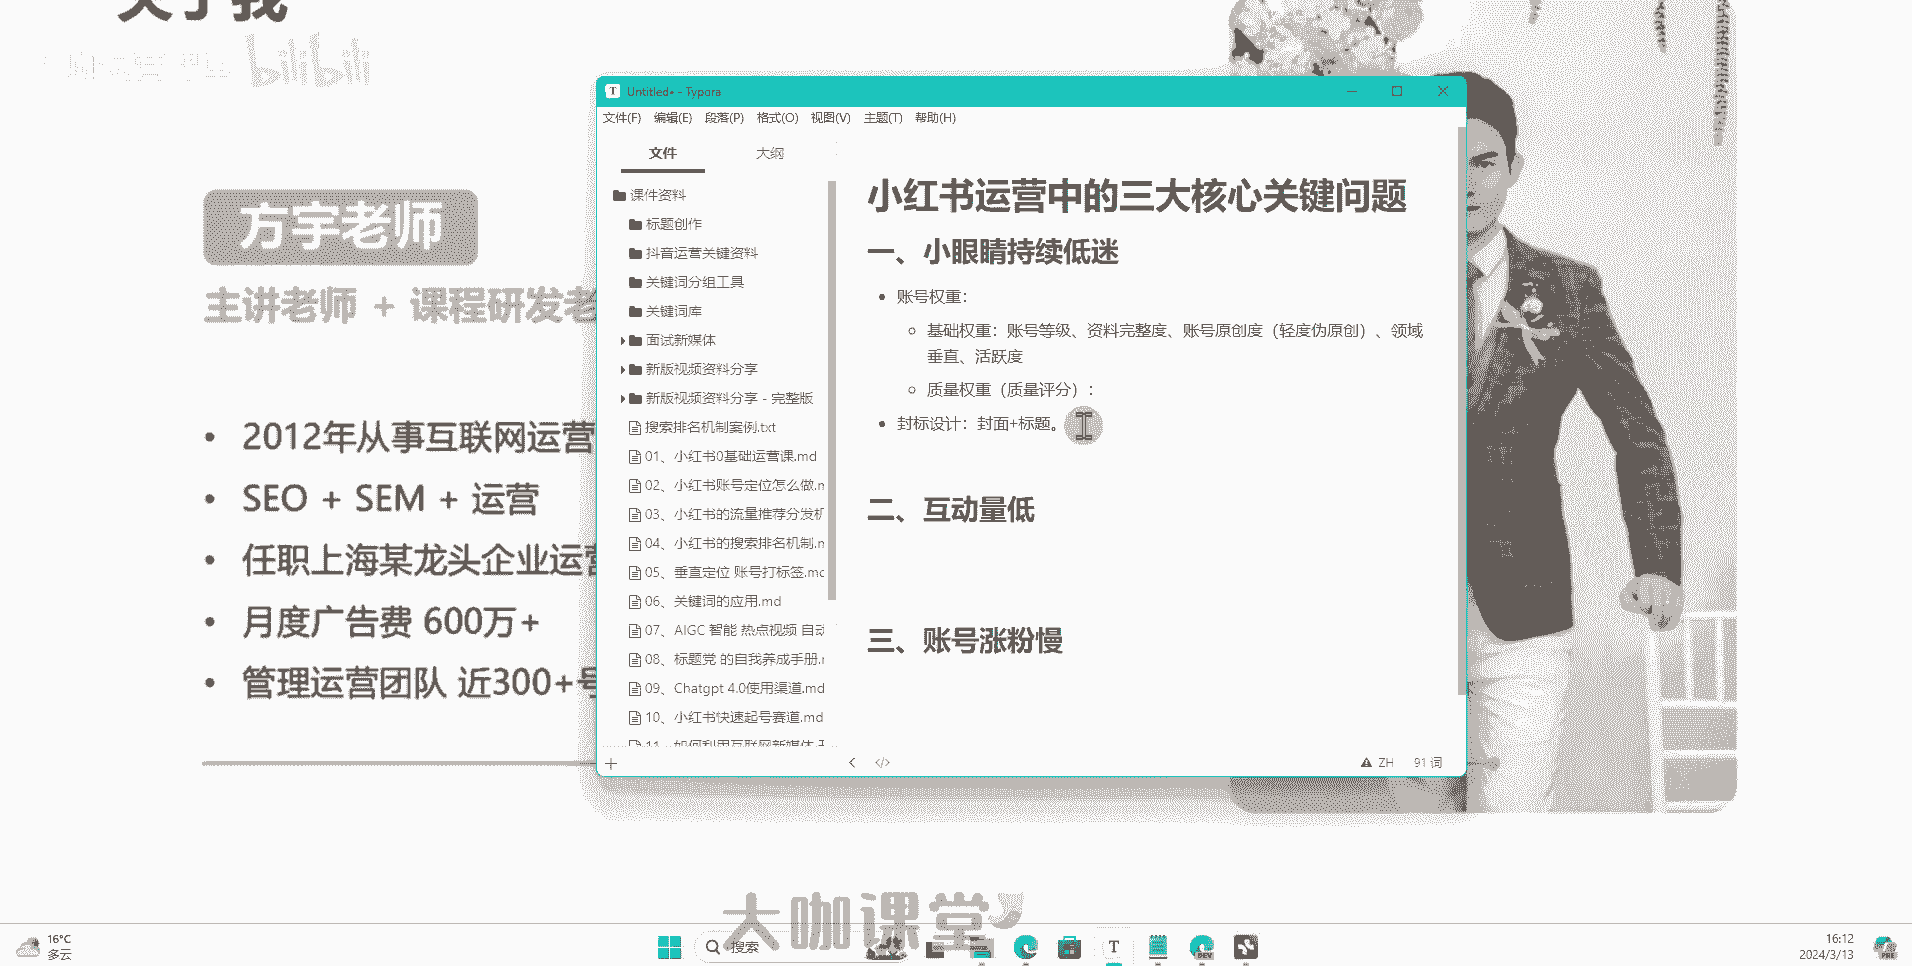 关于我
bilibili
方宇老师
主讲老师 + 课程研发老
2012年从事互联网运营
SEO + SEM + 运营
任职上海某龙头企业运营
月度广告费 600万+
管理运营团队 近300+号
Untitled• - Typora
文件(F) 编辑(E) 段落(P) 格式(O) 视图(V) 主题(T) 帮助(H)
文件 大纲
课件资料
标题创作
抖音运营关键资料
关键词分组工具
关键词库
面试新媒体
新版视频资料分享
新版视频资料分享 - 完整版
搜索排名机制案例.txt
01、小红书0基础运营课.md
02、小红书账号定位怎么做.m
03、小红书的流量推荐分发机
04、小红书的搜索排名机制.m
05、垂直定位 账号打标签.mc
06、关键词的应用.md
07、AIGC 智能 热点视频 自动
08、标题党 的自我养成手册.r
09、Chatgpt 4.0使用渠道.md
10、小红书快速起号赛道.md
11、如何利用互联网新媒体
小红书运营中的三大核心关键问题
一、小眼睛持续低迷
账号权重：
基础权重：账号等级、资料完整度、账号原创度（轻度伪原创）、领域
垂直、活跃度
质量权重（质量评分）：
封标设计：封面+标题。
二、互动量低
三、账号涨粉慢
ZH 91 词
大咖课堂
16°C
多云
搜索
T
DEV
16:12
2024/3/13
PRE